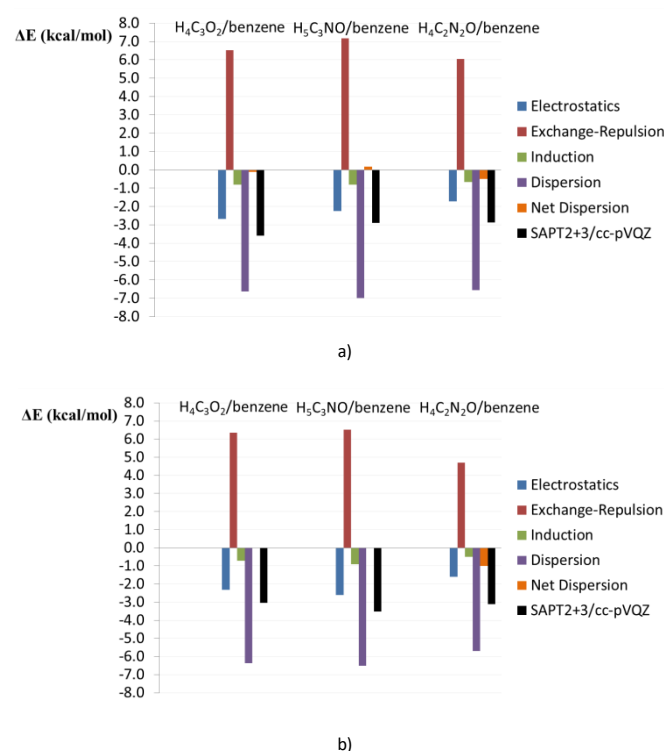 ΔE (kcal/mol)
8.0
7.0
6.0
5.0
4.0
3.0
2.0
1.0
0.0
-1.0
-2.0
-3.0
-4.0
-5.0
-6.0
-7.0
-8.0
H₄C₃O₂/benzene H₅C₃NO/benzene H₄C₂N₂O/benzene
Electrostatics
Exchange-Repulsion
Induction
Dispersion
Net Dispersion
SAPT2+3/cc-pVQZ
a)
ΔE (kcal/mol)
8.0
7.0
6.0
5.0
4.0
3.0
2.0
1.0
0.0
-1.0
-2.0
-3.0
-4.0
-5.0
-6.0
-7.0
-8.0
H₄C₃O₂/benzene H₅C₃NO/benzene H₄C₂N₂O/benzene
Electrostatics
Exchange-Repulsion
Induction
Dispersion
Net Dispersion
SAPT2+3/cc-pVQZ
b)